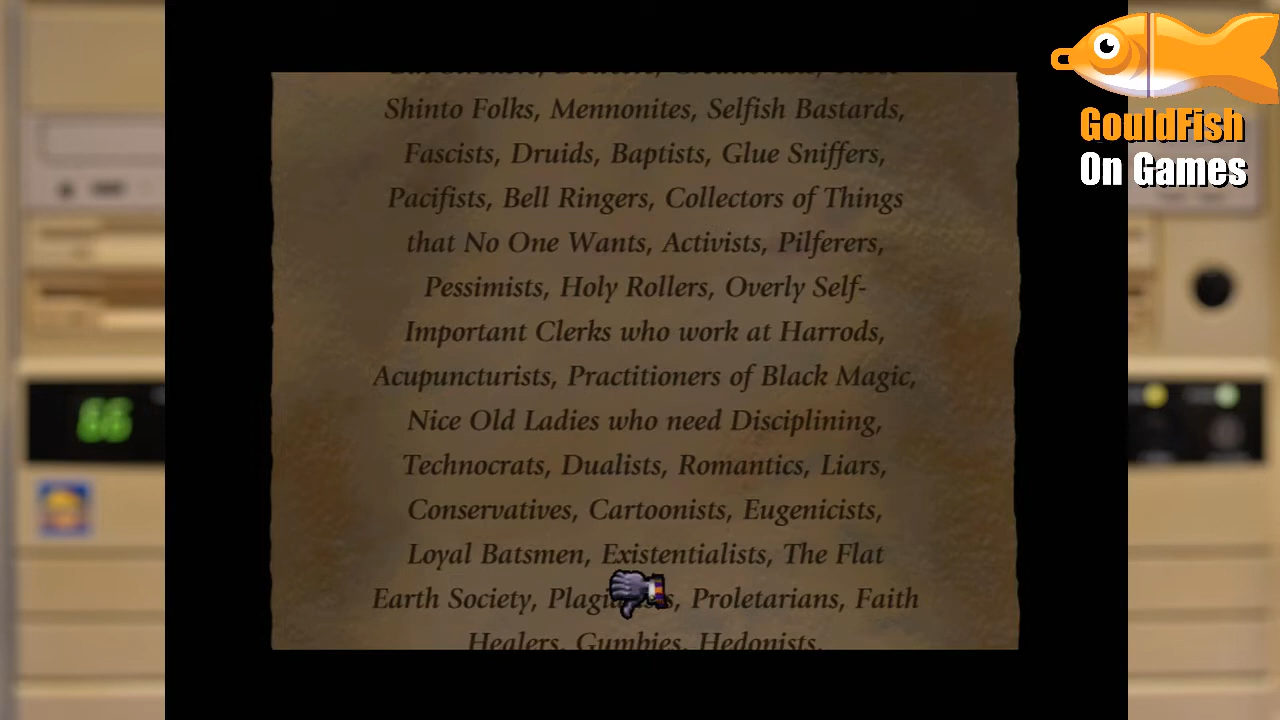 Shinto Folks, Mennonites, Selfish Bastards,
Fascists, Druids, Baptists, Glue Sniffers,
Pacifists, Bell Ringers, Collectors of Things
that No One Wants, Activists, Pilferers,
Pessimists, Holy Rollers, Overly Self-
Important Clerks who work at Harrods,
Acupuncturists, Practitioners of Black Magic,
Nice Old Ladies who need Disciplining,
Technocrats, Dualists, Romantics, Liars,
Conservatives, Cartoonists, Eugenicists,
Loyal Batsmen, Existentialists, The Flat
Earth Society, Proletarians, Faith
Healers, Gumbies, Hedonists,
GouldFish
On Games
66